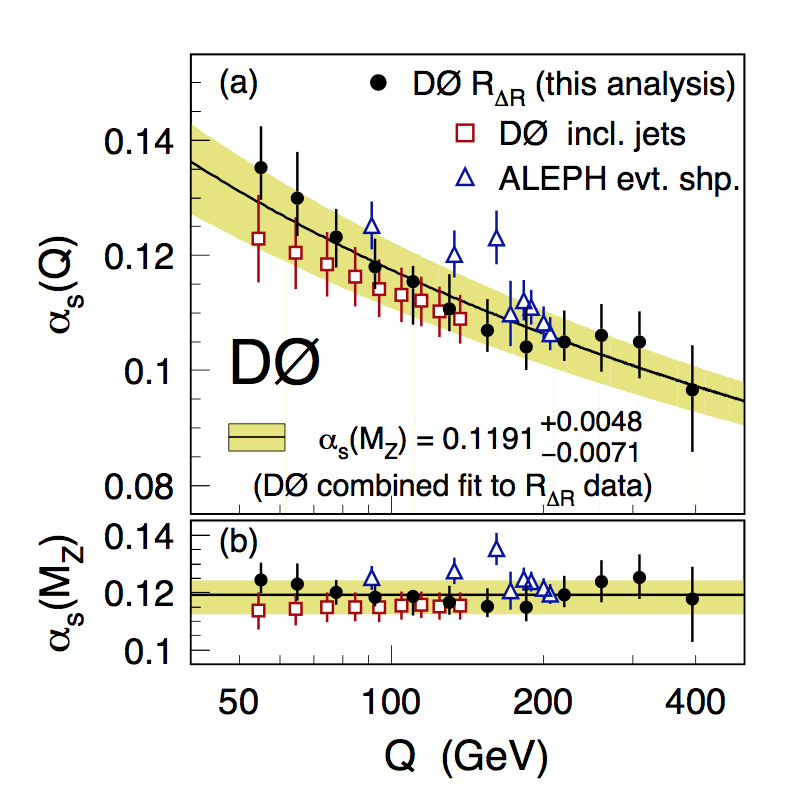 (a)
DØ R_ΔR (this analysis)
DØ incl. jets
ALEPH evt. shp.
0.14
0.12
0.1
0.08
α_s(Q)
DØ
α_s(M_Z) = 0.1191 +0.0048 −0.0071
(DØ combined fit to R_ΔR data)
(b)
0.14
0.12
0.1
α_s(M_Z)
50 100 200 400
Q (GeV)